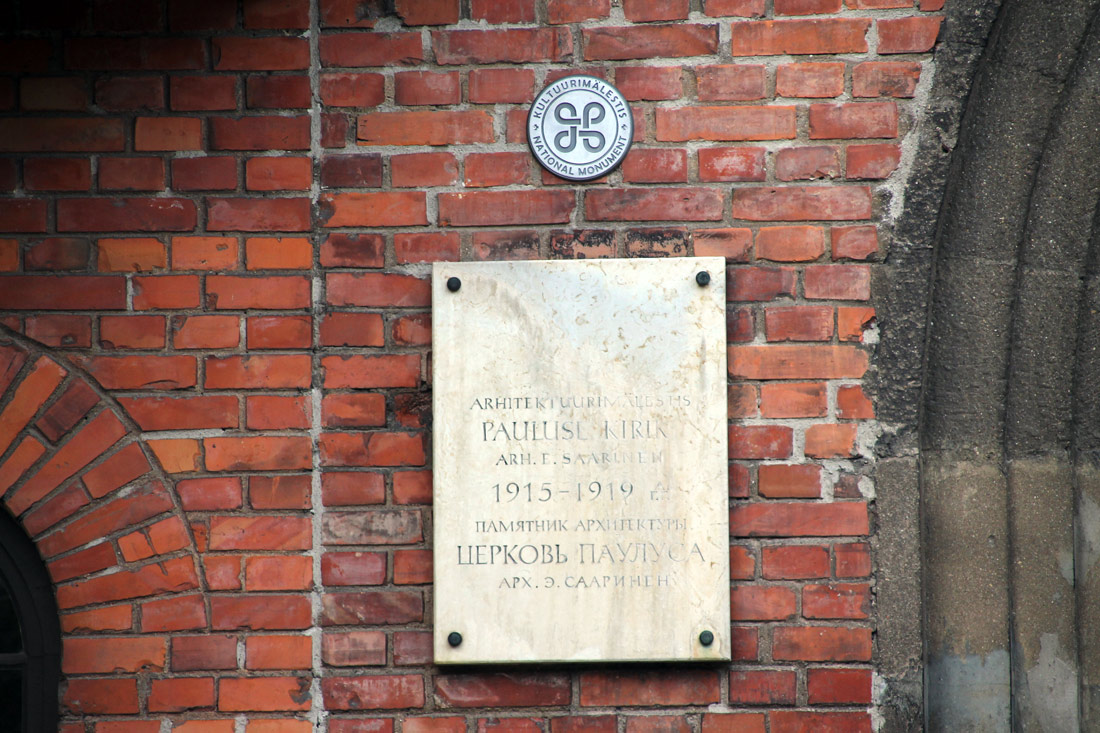 KULTUURIMÄLESTIS
NATIONAL MONUMENT
ARHITEKTUURIMÄLESTIS
PAULUSE KIRIK
ARH. E. SAARINEN
1915–1919 г.
ПАМЯТНИК АРХИТЕКТУРЫ
ЦЕРКОВЬ ПАУЛУСА
АРХ. Э. СААРИНЕН